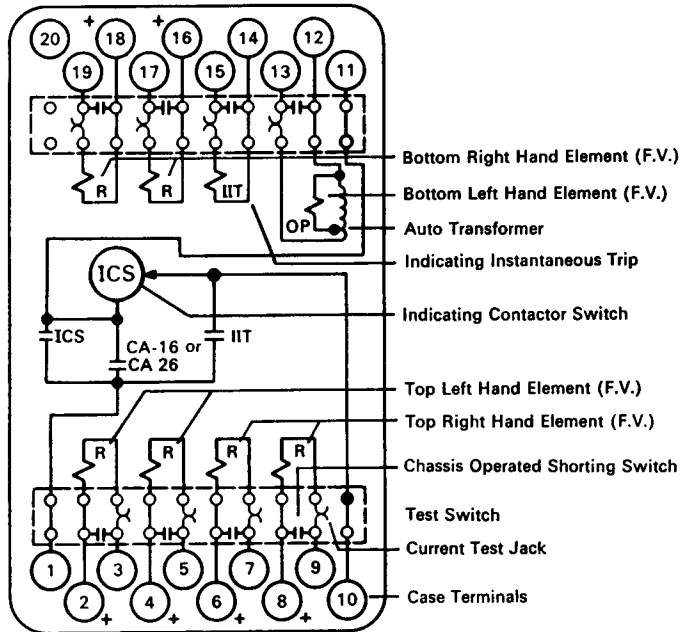 + +
20 18 16 14 12
19 17 15 13 11
R R IIT
OP
Bottom Right Hand Element (F.V.)
Bottom Left Hand Element (F.V.)
Auto Transformer
Indicating Instantaneous Trip
ICS
Indicating Contactor Switch
ICS
CA-16 or
CA 26
IIT
Top Left Hand Element (F.V.)
Top Right Hand Element (F.V.)
R R R R
Chassis Operated Shorting Switch
Test Switch
Current Test Jack
1 3 5 7 9
2 4 6 8 10
+ + + +
Case Terminals